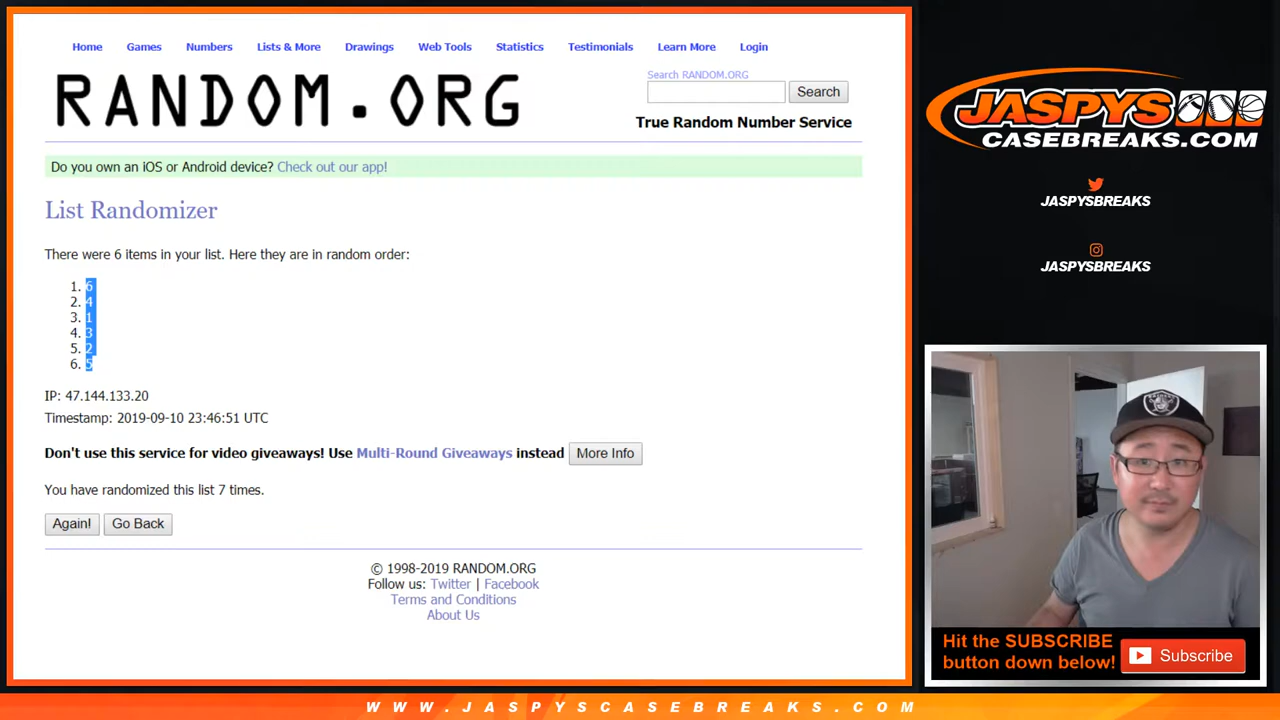 Home Games Numbers Lists & More Drawings Web Tools Statistics Testimonials Learn More Login
RANDOM.ORG
Search RANDOM.ORG
Search
True Random Number Service
Do you own an iOS or Android device? Check out our app!
List Randomizer
There were 6 items in your list. Here they are in random order:
1. 6
2. 4
3. 1
4. 3
5. 2
6. 5
IP: 47.144.133.20
Timestamp: 2019-09-10 23:46:51 UTC
Don't use this service for video giveaways! Use Multi-Round Giveaways instead More Info
You have randomized this list 7 times.
Again! Go Back
© 1998-2019 RANDOM.ORG
Follow us: Twitter | Facebook
Terms and Conditions
About Us
JASPYS
CASEBREAKS.COM
JASPYSBREAKS
JASPYSBREAKS
RAIDERS
Hit the SUBSCRIBE
button down below!
Subscribe
WWW.JASPYSCASEBREAKS.COM